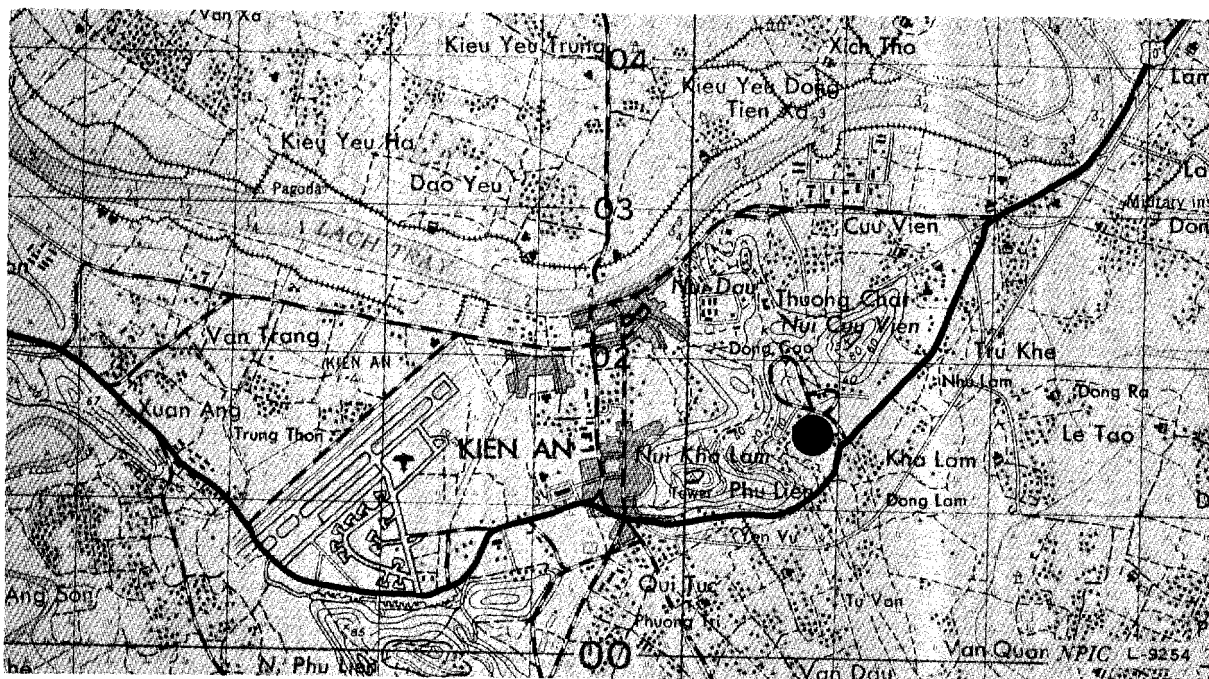 Van Xa
Kieu Yeu Trung
04
Xich Tho
Kieu Yeu Dong
Tien Xa
Lam
Kieu Yeu Ha
Dao Yeu
Pagoda
03
Military ins
Cuu Vien
Don
LACH TRAY
Nui Dau
Thuong Chai
Nui Cuu Vien
Van Trang
KIEN AN
02
Dong Gao
Tru Khe
Nhu Lam
Dong Ra
Xuan Ang
Trung Thon
KIEN AN
Nui Kha Lam
Le Tao
Kha Lam
Tower
Phu Lien
Dong Lam
Yen Vu
Qui Tuc
Ang Son
Tu Van
Phuong Tri
85
N. Phu Lien
00
Van Quan
NPIC L-9254
Van Dau